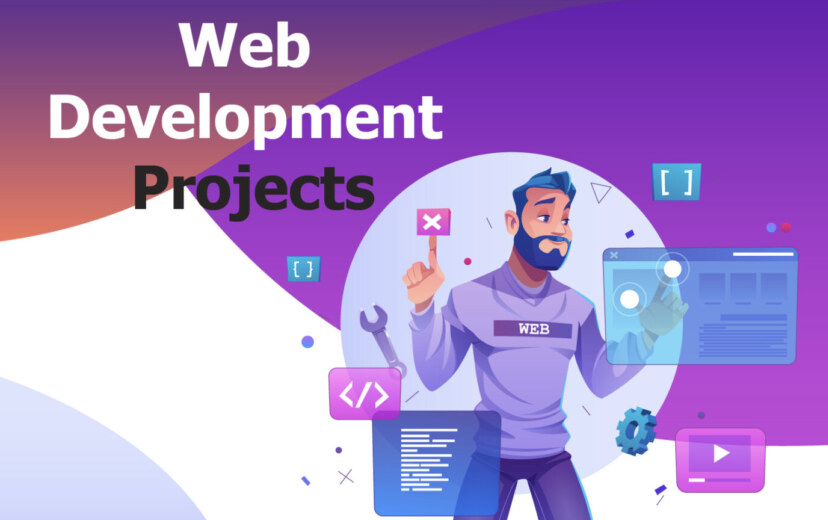 Web
Development
Projects
[ ]
{ }
WEB
</>